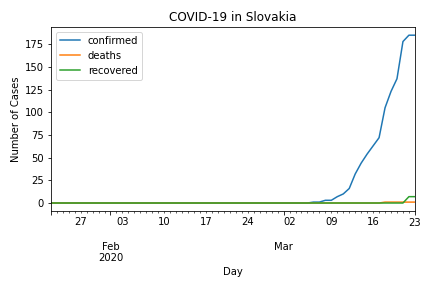 COVID-19 in Slovakia
confirmed
deaths
recovered
Number of Cases
175
150
125
100
75
50
25
0
27 03 10 17 24 02 09 16 23
Feb Mar
2020
Day